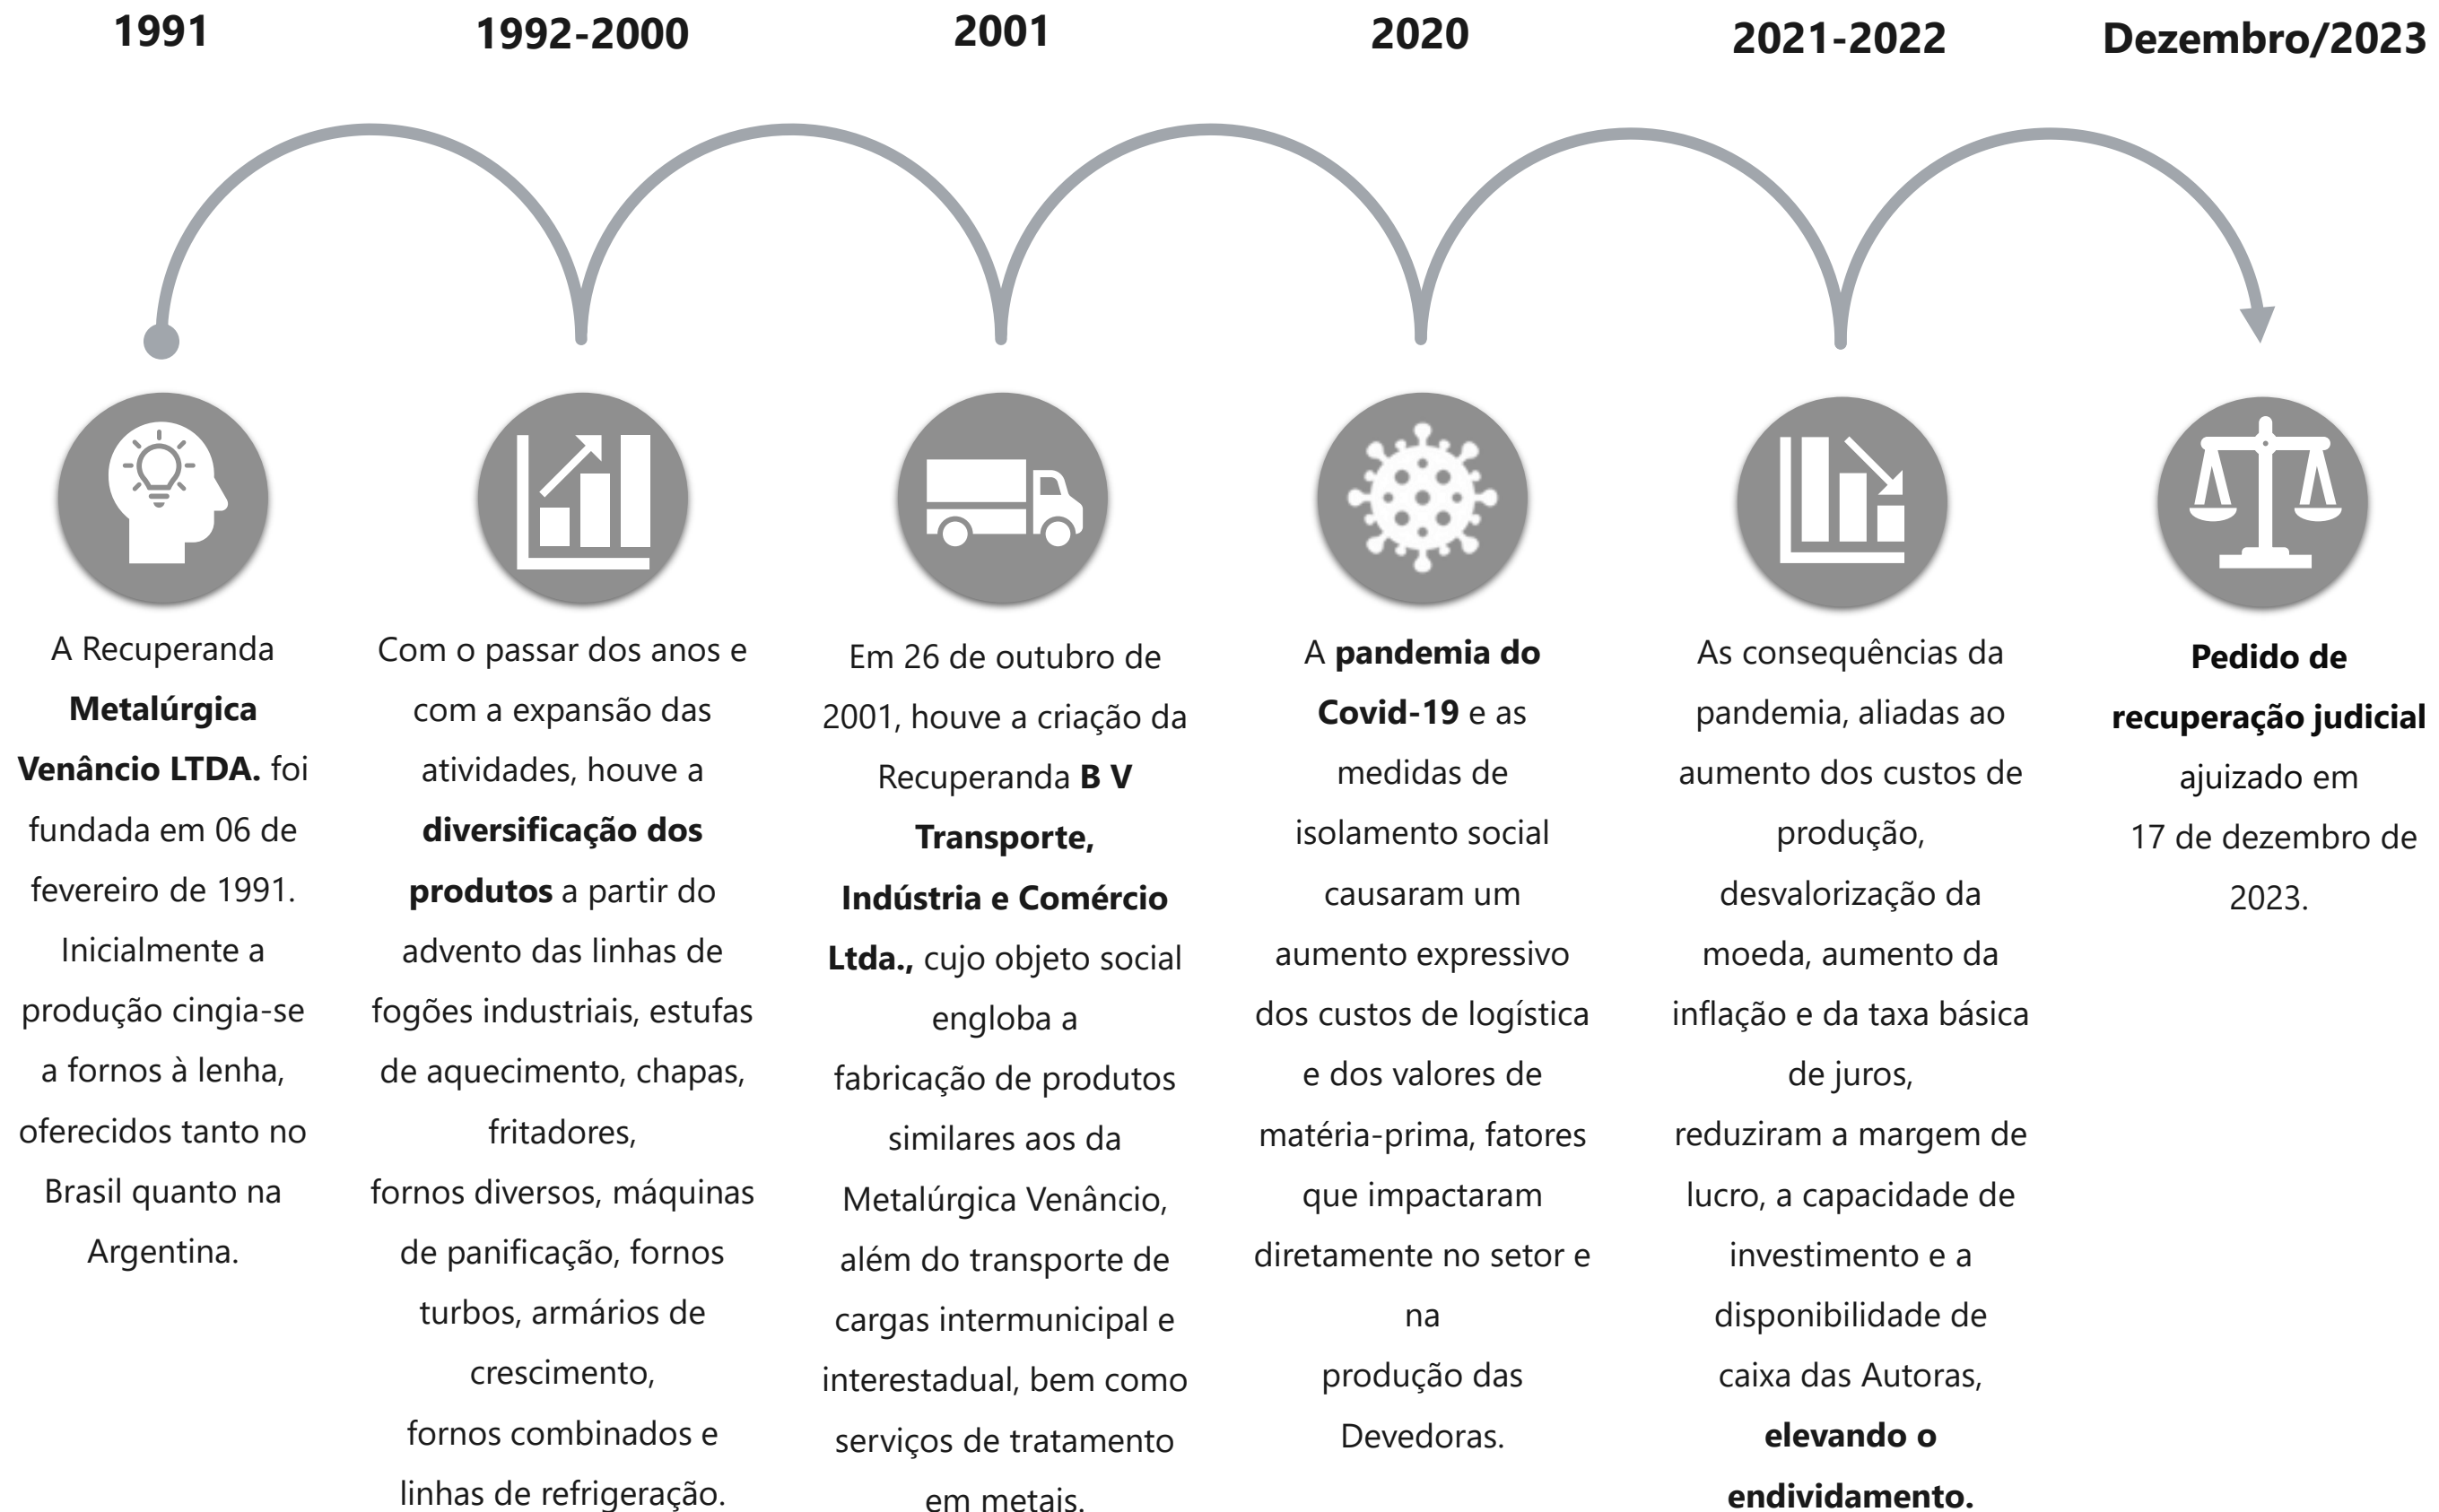 1991
A Recuperanda
Metalúrgica
Venâncio LTDA. foi
fundada em 06 de
fevereiro de 1991.
Inicialmente a
produção cingia-se
a fornos à lenha,
oferecidos tanto no
Brasil quanto na
Argentina.
1992-2000
Com o passar dos anos e
com a expansão das
atividades, houve a
diversificação dos
produtos a partir do
advento das linhas de
fogões industriais, estufas
de aquecimento, chapas,
fritadores,
fornos diversos, máquinas
de panificação, fornos
turbos, armários de
crescimento,
fornos combinados e
linhas de refrigeração.
2001
Em 26 de outubro de
2001, houve a criação da
Recuperanda B V
Transporte,
Indústria e Comércio
Ltda., cujo objeto social
engloba a
fabricação de produtos
similares aos da
Metalúrgica Venâncio,
além do transporte de
cargas intermunicipal e
interestadual, bem como
serviços de tratamento
em metais.
2020
A pandemia do
Covid-19 e as
medidas de
isolamento social
causaram um
aumento expressivo
dos custos de logística
e dos valores de
matéria-prima, fatores
que impactaram
diretamente no setor e
na
produção das
Devedoras.
2021-2022
As consequências da
pandemia, aliadas ao
aumento dos custos de
produção,
desvalorização da
moeda, aumento da
inflação e da taxa básica
de juros,
reduziram a margem de
lucro, a capacidade de
investimento e a
disponibilidade de
caixa das Autoras,
elevando o
endividamento.
Dezembro/2023
Pedido de
recuperação judicial
ajuizado em
17 de dezembro de
2023.